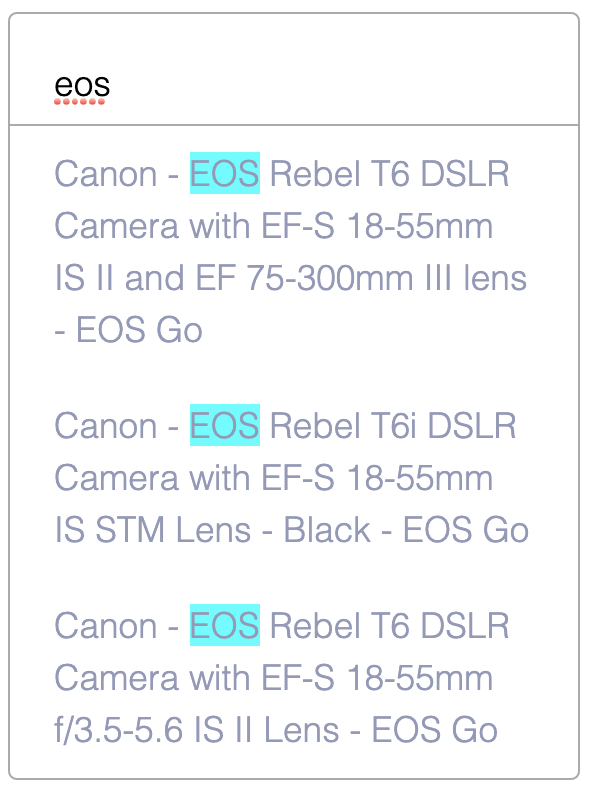 eos
Canon - EOS Rebel T6 DSLR
Camera with EF-S 18-55mm
IS II and EF 75-300mm III lens
- EOS Go
Canon - EOS Rebel T6i DSLR
Camera with EF-S 18-55mm
IS STM Lens - Black - EOS Go
Canon - EOS Rebel T6 DSLR
Camera with EF-S 18-55mm
f/3.5-5.6 IS II Lens - EOS Go